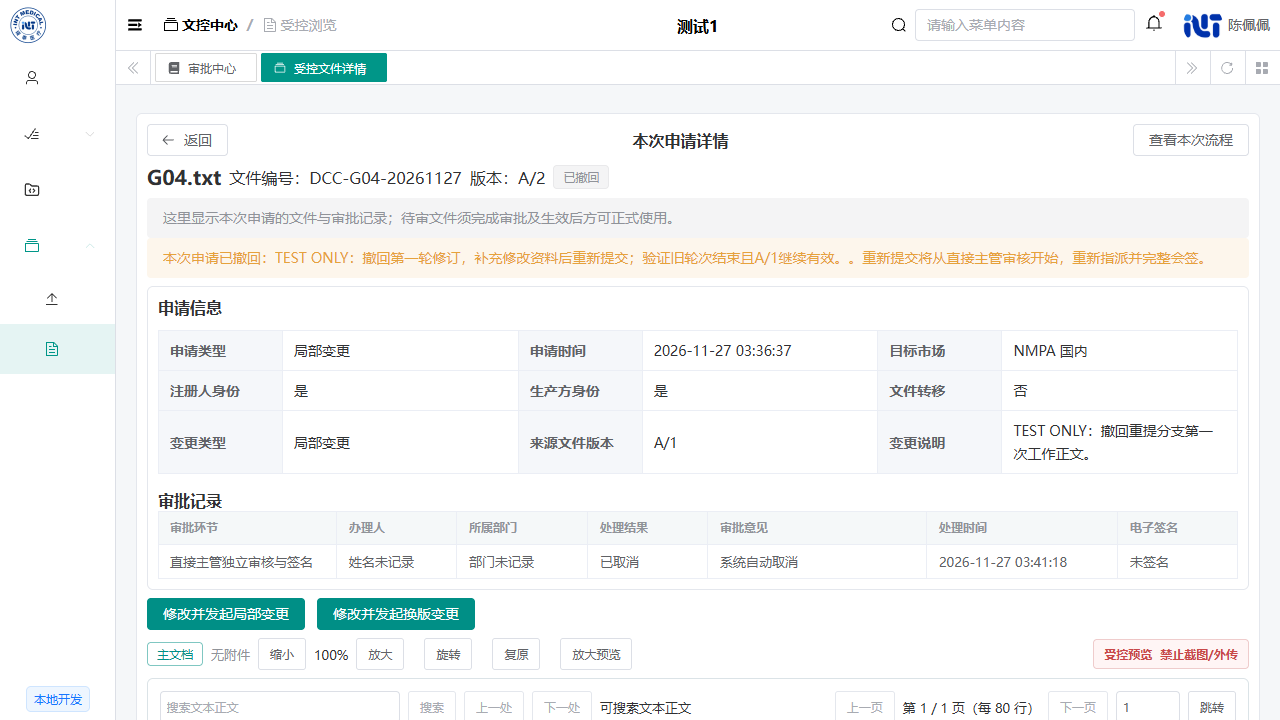 文控中心 / 受控浏览
测试1
请输入菜单内容
iNT 陈佩佩
审批中心
受控文件详情
返回
本次申请详情
查看本次流程
G04.txt 文件编号：DCC-G04-20261127 版本：A/2 已撤回
这里显示本次申请的文件与审批记录；待审文件须完成审批及生效后方可正式使用。
本次申请已撤回：TEST ONLY：撤回第一轮修订，补充修改资料后重新提交；验证旧轮次结束且A/1继续有效。。重新提交将从直接主管审核开始，重新指派并完整会签。
申请信息
申请类型 局部变更 申请时间 2026-11-27 03:36:37 目标市场 NMPA 国内
注册人身份 是 生产方身份 是 文件转移 否
变更类型 局部变更 来源文件版本 A/1 变更说明 TEST ONLY：撤回重提分支第一
次工作正文。
审批记录
审批环节 办理人 所属部门 处理结果 审批意见 处理时间 电子签名
直接主管独立审核与签名 姓名未记录 部门未记录 已取消 系统自动取消 2026-11-27 03:41:18 未签名
修改并发起局部变更 修改并发起换版变更
主文档 无附件 缩小 100% 放大 旋转 复原 放大预览 受控预览 禁止截图/外传
搜索文本正文 搜索 上一处 下一处 可搜索文本正文 上一页 第 1 / 1 页（每 80 行） 下一页 1 跳转
本地开发